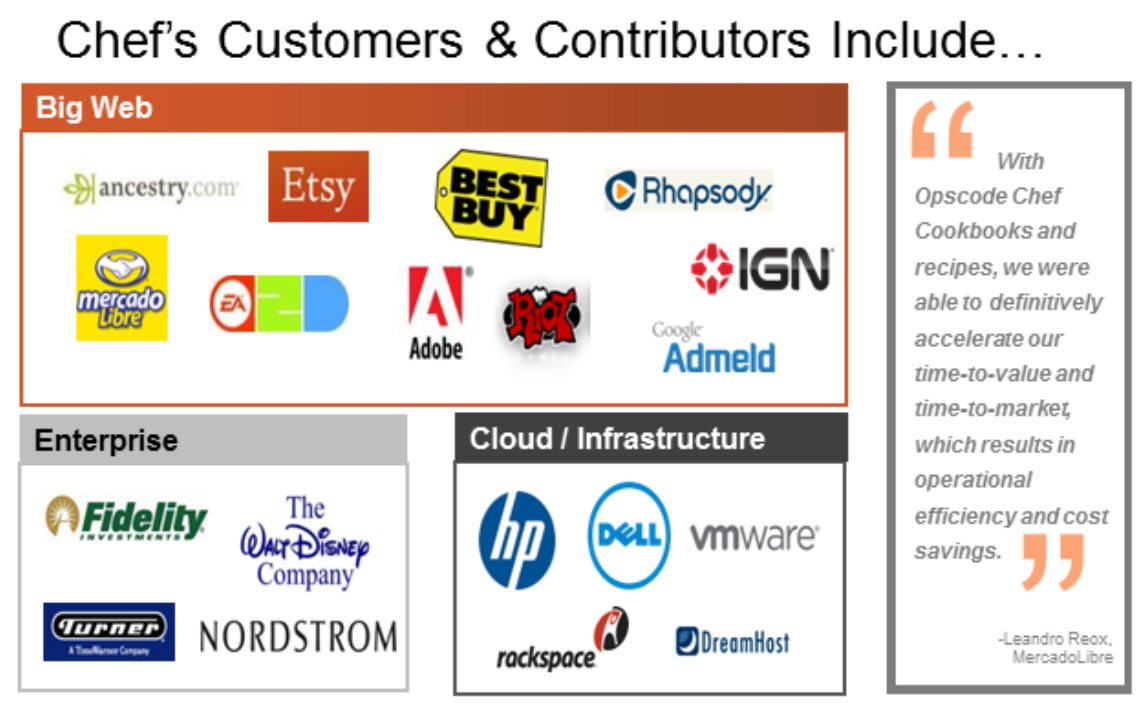 Chef’s Customers & Contributors Include…
Big Web
ancestry.com
Etsy
BEST
BUY
Rhapsody
mercado
Libre
EA
2D
Adobe
RIOT
IGN
Google
Admeld
Enterprise
Fidelity
INVESTMENTS
The
WALT DISNEY
Company
Turner
A TimeWarner Company
NORDSTROM
Cloud / Infrastructure
hp
DELL
vmware
rackspace
DreamHost
“ With
Opscode Chef
Cookbooks and
recipes, we were
able to definitively
accelerate our
time-to-value and
time-to-market,
which results in
operational
efficiency and cost
savings. ”
-Leandro Reox,
MercadoLibre